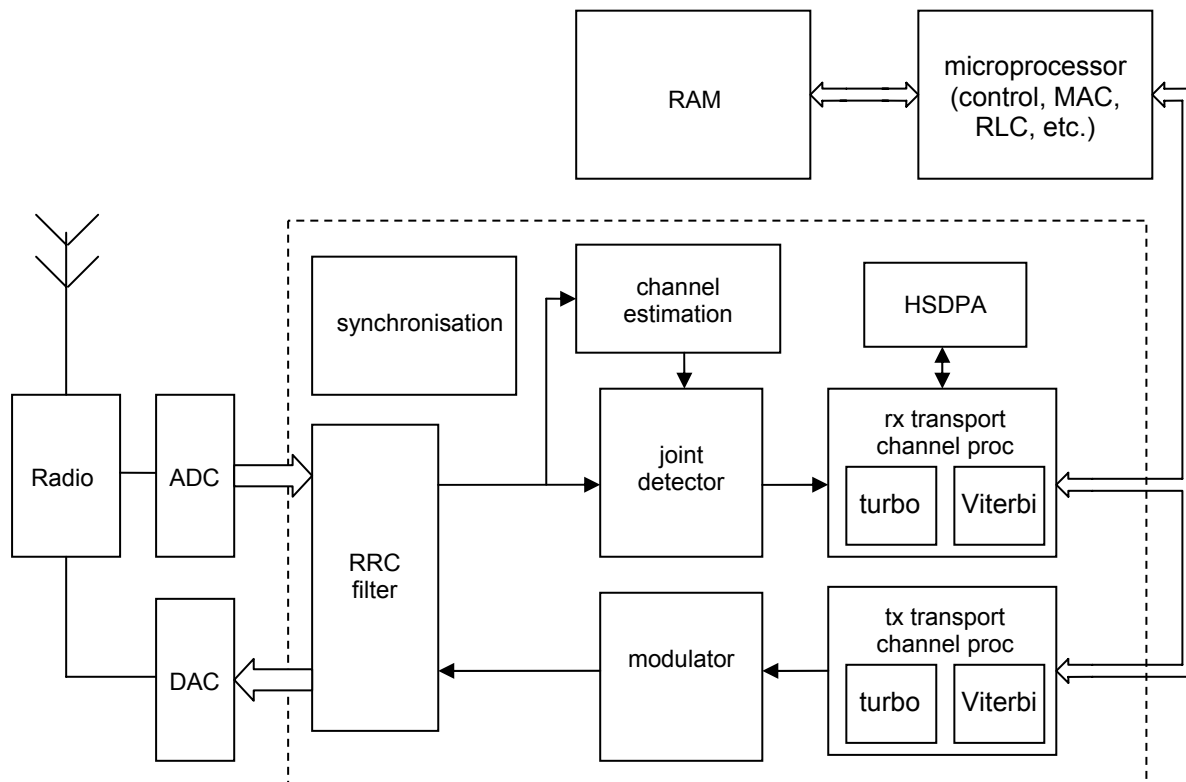 RAM
microprocessor
(control, MAC,
RLC, etc.)
synchronisation
channel
estimation
HSDPA
Radio
ADC
RRC
filter
joint
detector
rx transport
channel proc
turbo
Viterbi
DAC
modulator
tx transport
channel proc
turbo
Viterbi